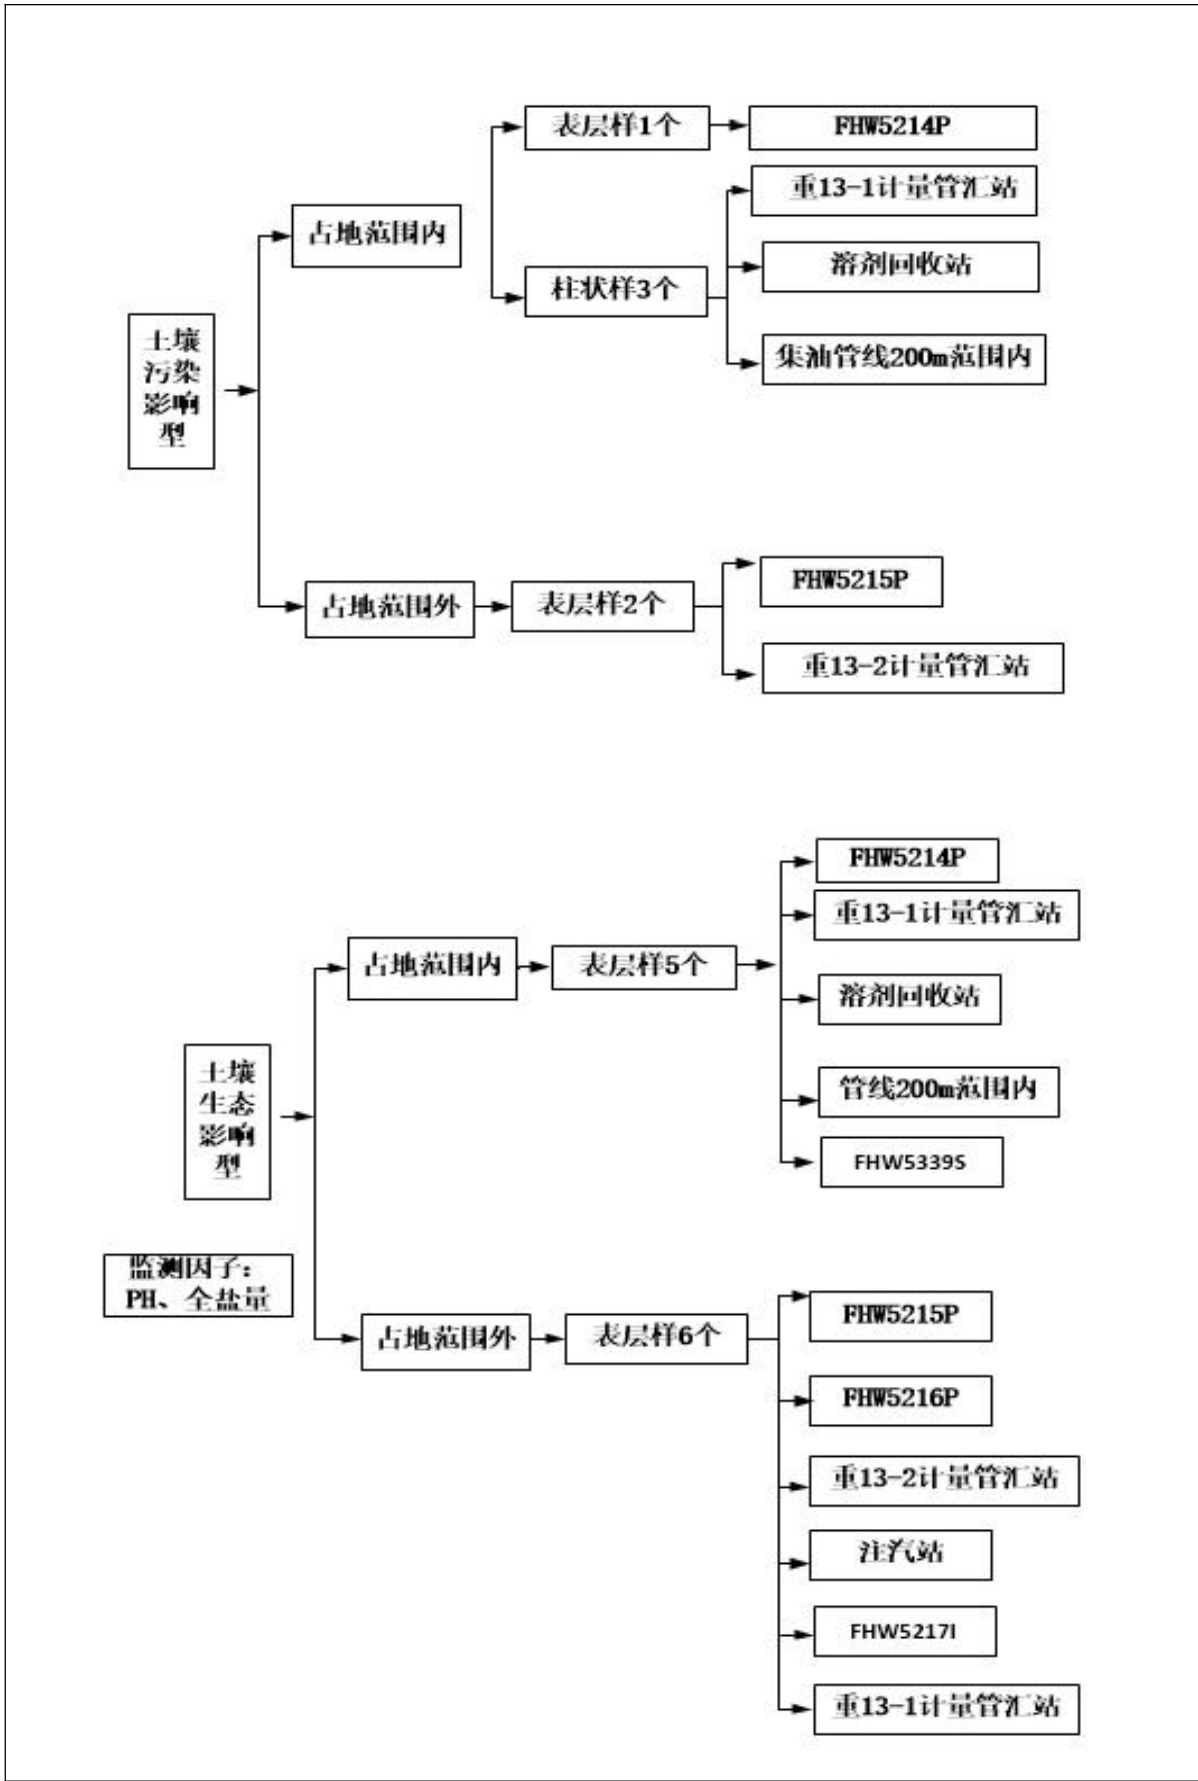 表层样1个
FHW5214P
重13-1计量管汇站
占地范围内
溶剂回收站
柱状样3个
集油管线200m范围内
土壤
污染
影响
型
FHW5215P
占地范围外
表层样2个
重13-2计量管汇站
FHW5214P
重13-1计量管汇站
占地范围内
表层样5个
溶剂回收站
土壤
生态
影响
型
管线200m范围内
FHW5339S
监测因子：
PH、全盐量
FHW5215P
占地范围外
表层样6个
FHW5216P
重13-2计量管汇站
注汽站
FHW5217I
重13-1计量管汇站